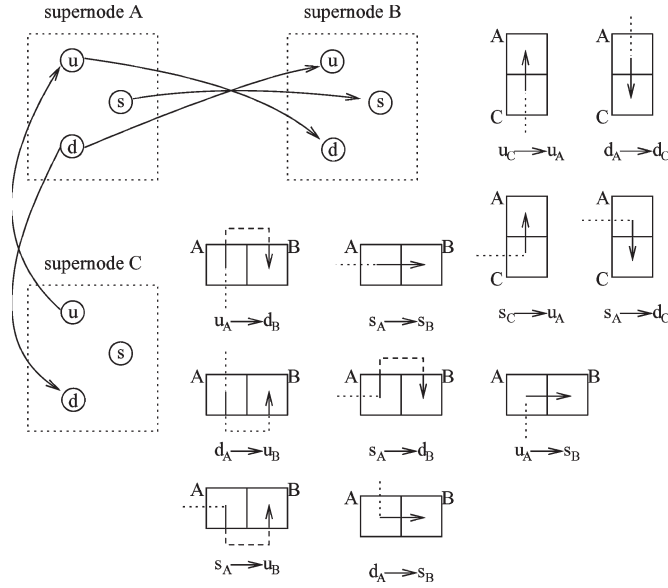 supernode A
supernode B
u
s
d
u
s
d
A
C
u_C → u_A
A
C
d_A → d_C
supernode C
u
s
d
A
B
u_A → d_B
A
B
s_A → s_B
A
C
s_C → u_A
A
C
s_A → d_C
A
B
d_A → u_B
A
B
s_A → d_B
A
B
u_A → s_B
A
B
s_A → u_B
A
B
d_A → s_B